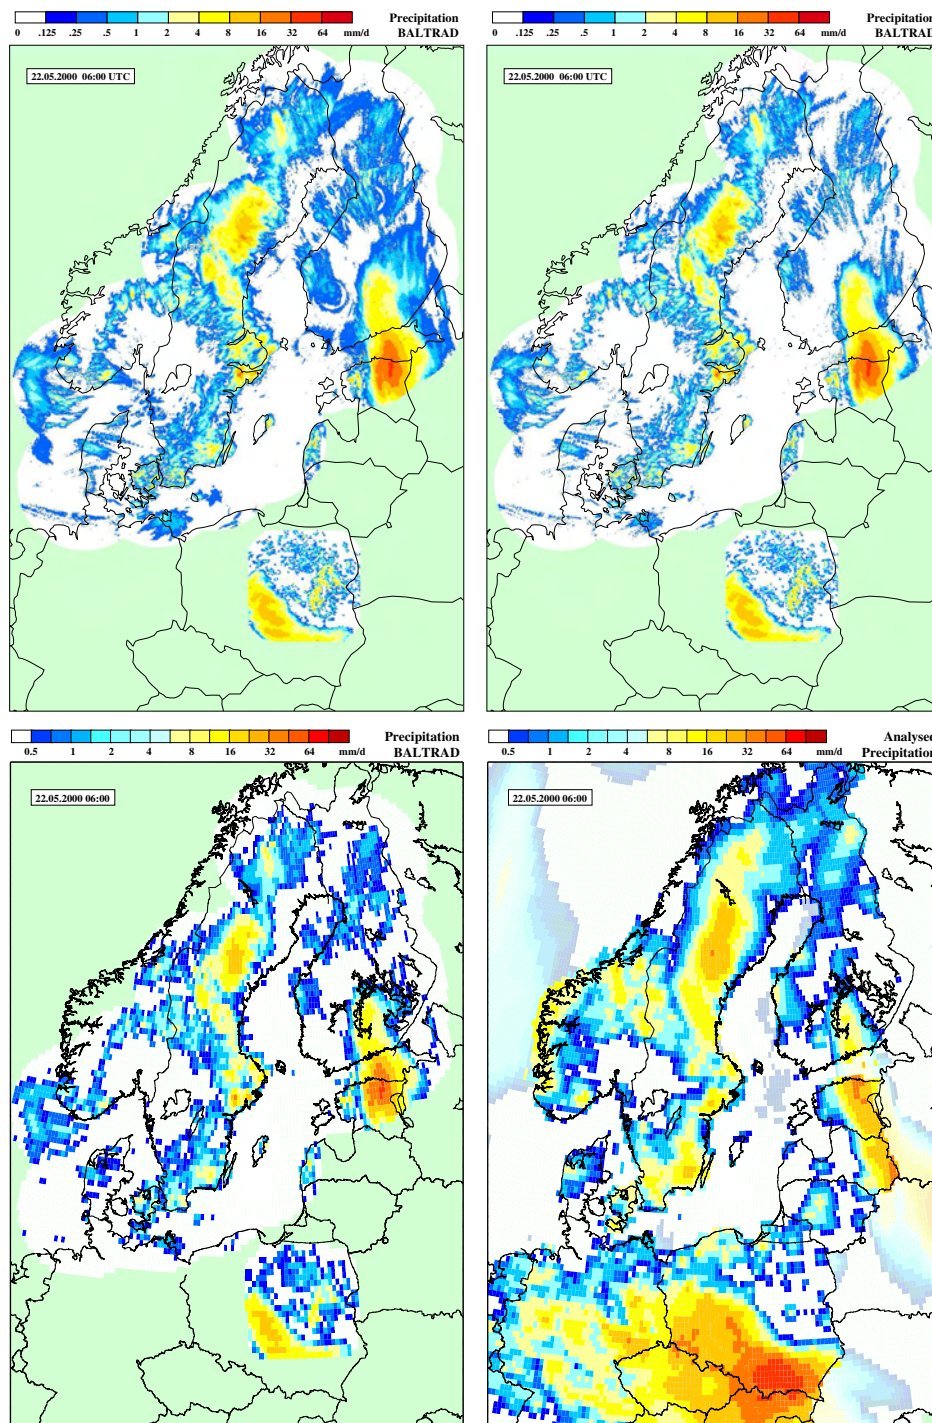 Precipitation
BALTRAD
0 .125 .25 .5 1 2 4 8 16 32 64 mm/d
22.05.2000 06:00 UTC
Precipitation
BALTRAD
0 .125 .25 .5 1 2 4 8 16 32 64 mm/d
22.05.2000 06:00 UTC
Precipitation
BALTRAD
0.5 1 2 4 8 16 32 64 mm/d
22.05.2000 06:00
Analysed
Precipitation
0.5 1 2 4 8 16 32 64 mm/d
22.05.2000 06:00